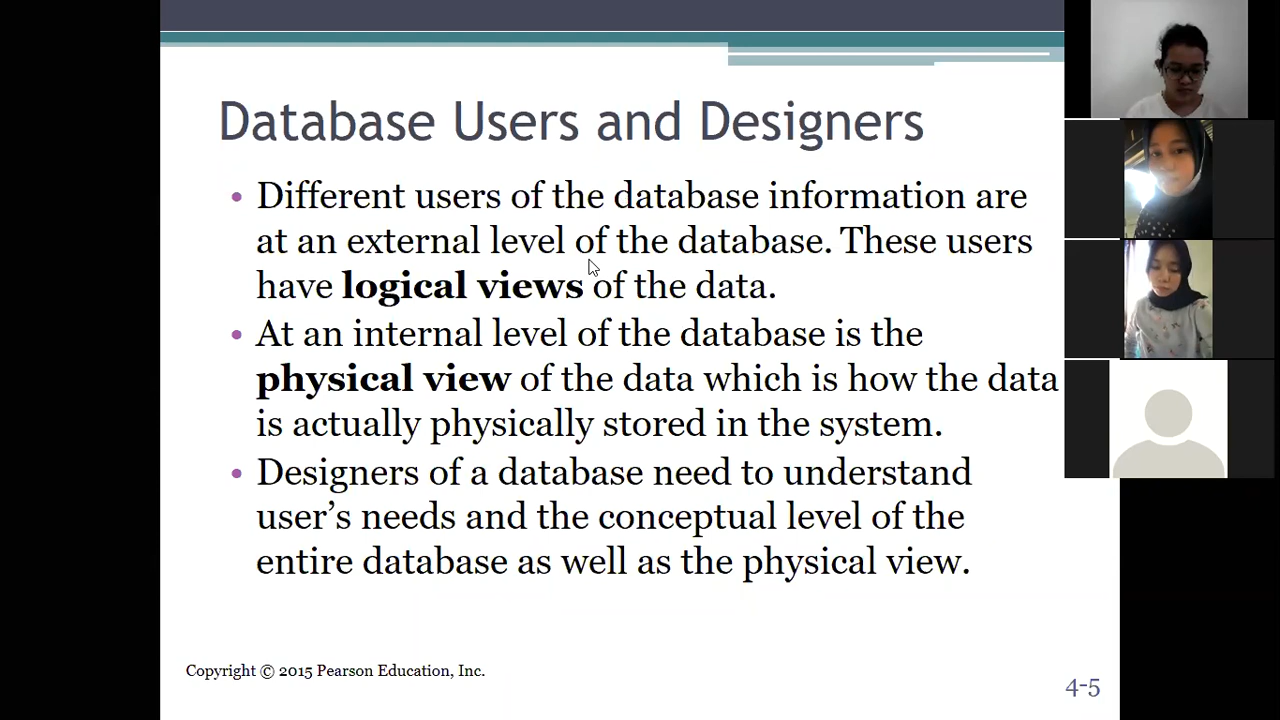 Database Users and Designers
• Different users of the database information are
at an external level of the database. These users
have logical views of the data.
• At an internal level of the database is the
physical view of the data which is how the data
is actually physically stored in the system.
• Designers of a database need to understand
user’s needs and the conceptual level of the
entire database as well as the physical view.
Copyright © 2015 Pearson Education, Inc.
4-5